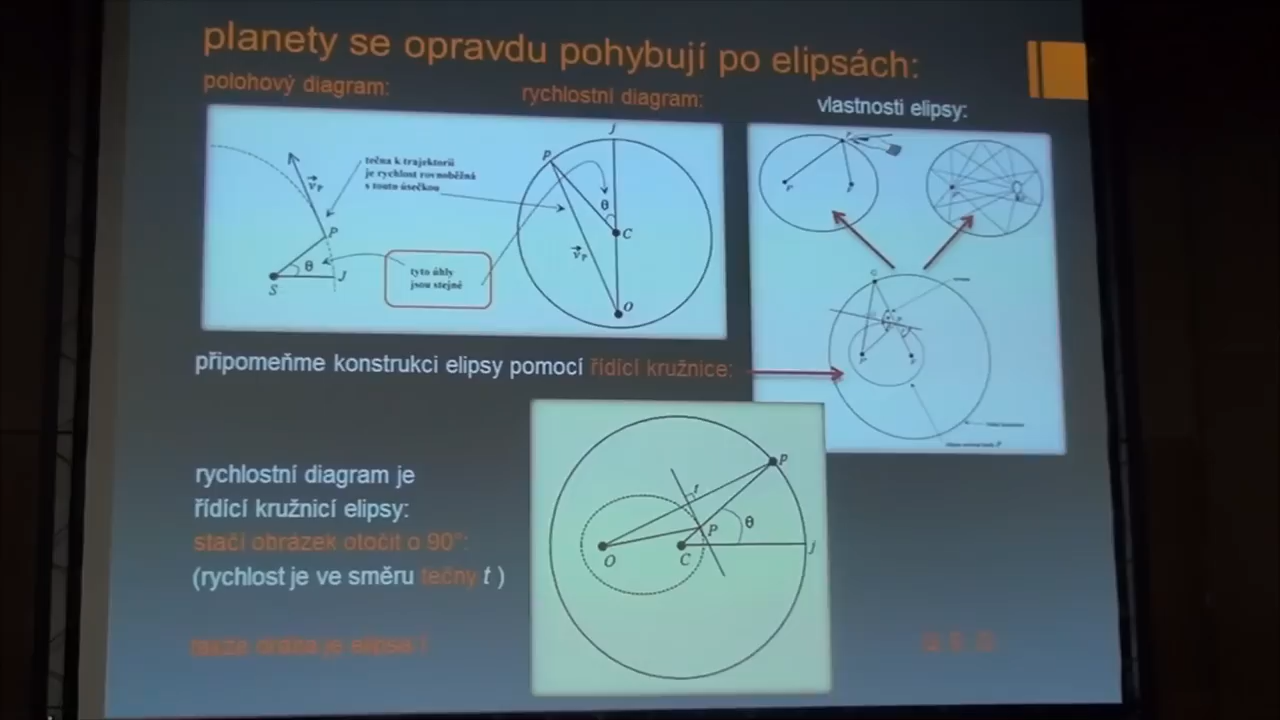 planety se opravdu pohybují po elipsách:
polohový diagram:
rychlostní diagram:
vlastnosti elipsy:
tečna k trajektorii
je rychlost rovnoběžná
s touto úsečkou
v_P
P
θ
S
J
tyto úhly
jsou stejné
J
P
θ
C
v_P
O
připomeňme konstrukci elipsy pomocí řídící kružnice:
rychlostní diagram je
řídící kružnicí elipsy:
stačí obrázek otočit o 90°:
(rychlost je ve směru tečny t )
P
t
P
θ
O
C
j